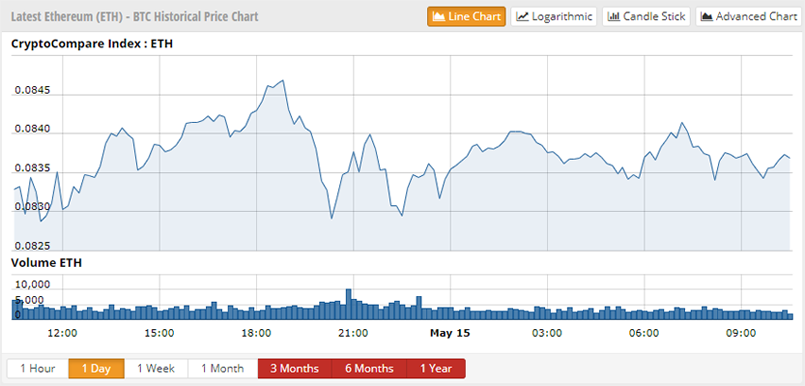 Latest Ethereum (ETH) - BTC Historical Price Chart
Line Chart
Logarithmic
Candle Stick
Advanced Chart
CryptoCompare Index : ETH
0.0845
0.0840
0.0835
0.0830
0.0825
Volume ETH
10,000
5,000
0
12:00 15:00 18:00 21:00 May 15 03:00 06:00 09:00
1 Hour 1 Day 1 Week 1 Month 3 Months 6 Months 1 Year